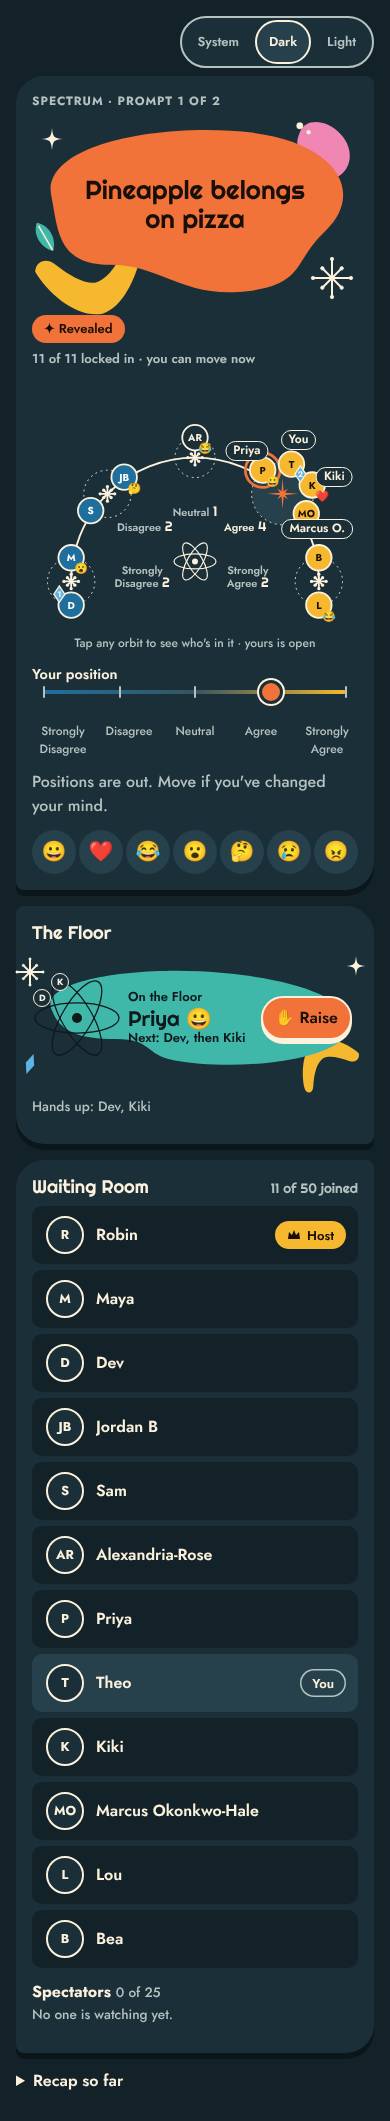 System Dark Light
SPECTRUM · PROMPT 1 OF 2
Pineapple belongs
on pizza
✦ Revealed
11 of 11 locked in · you can move now
AR
You
Priya
P
T
2
K
Kiki
JB
S
MO
Marcus O.
Neutral 1
Disagree 2
Agree 4
M
B
Strongly
Disagree 2
Strongly
Agree 2
1
D
L
Tap any orbit to see who's in it · yours is open
Your position
Strongly
Disagree
Disagree
Neutral
Agree
Strongly
Agree
Positions are out. Move if you've changed
your mind.
😀 ❤️ 😂 😮 🤔 😢 😠
The Floor
K
D
On the Floor
Priya 😀
Next: Dev, then Kiki
✋ Raise
Hands up: Dev, Kiki
Waiting Room 11 of 50 joined
R Robin Host
M Maya
D Dev
JB Jordan B
S Sam
AR Alexandria-Rose
P Priya
T Theo You
K Kiki
MO Marcus Okonkwo-Hale
L Lou
B Bea
Spectators 0 of 25
No one is watching yet.
▶ Recap so far